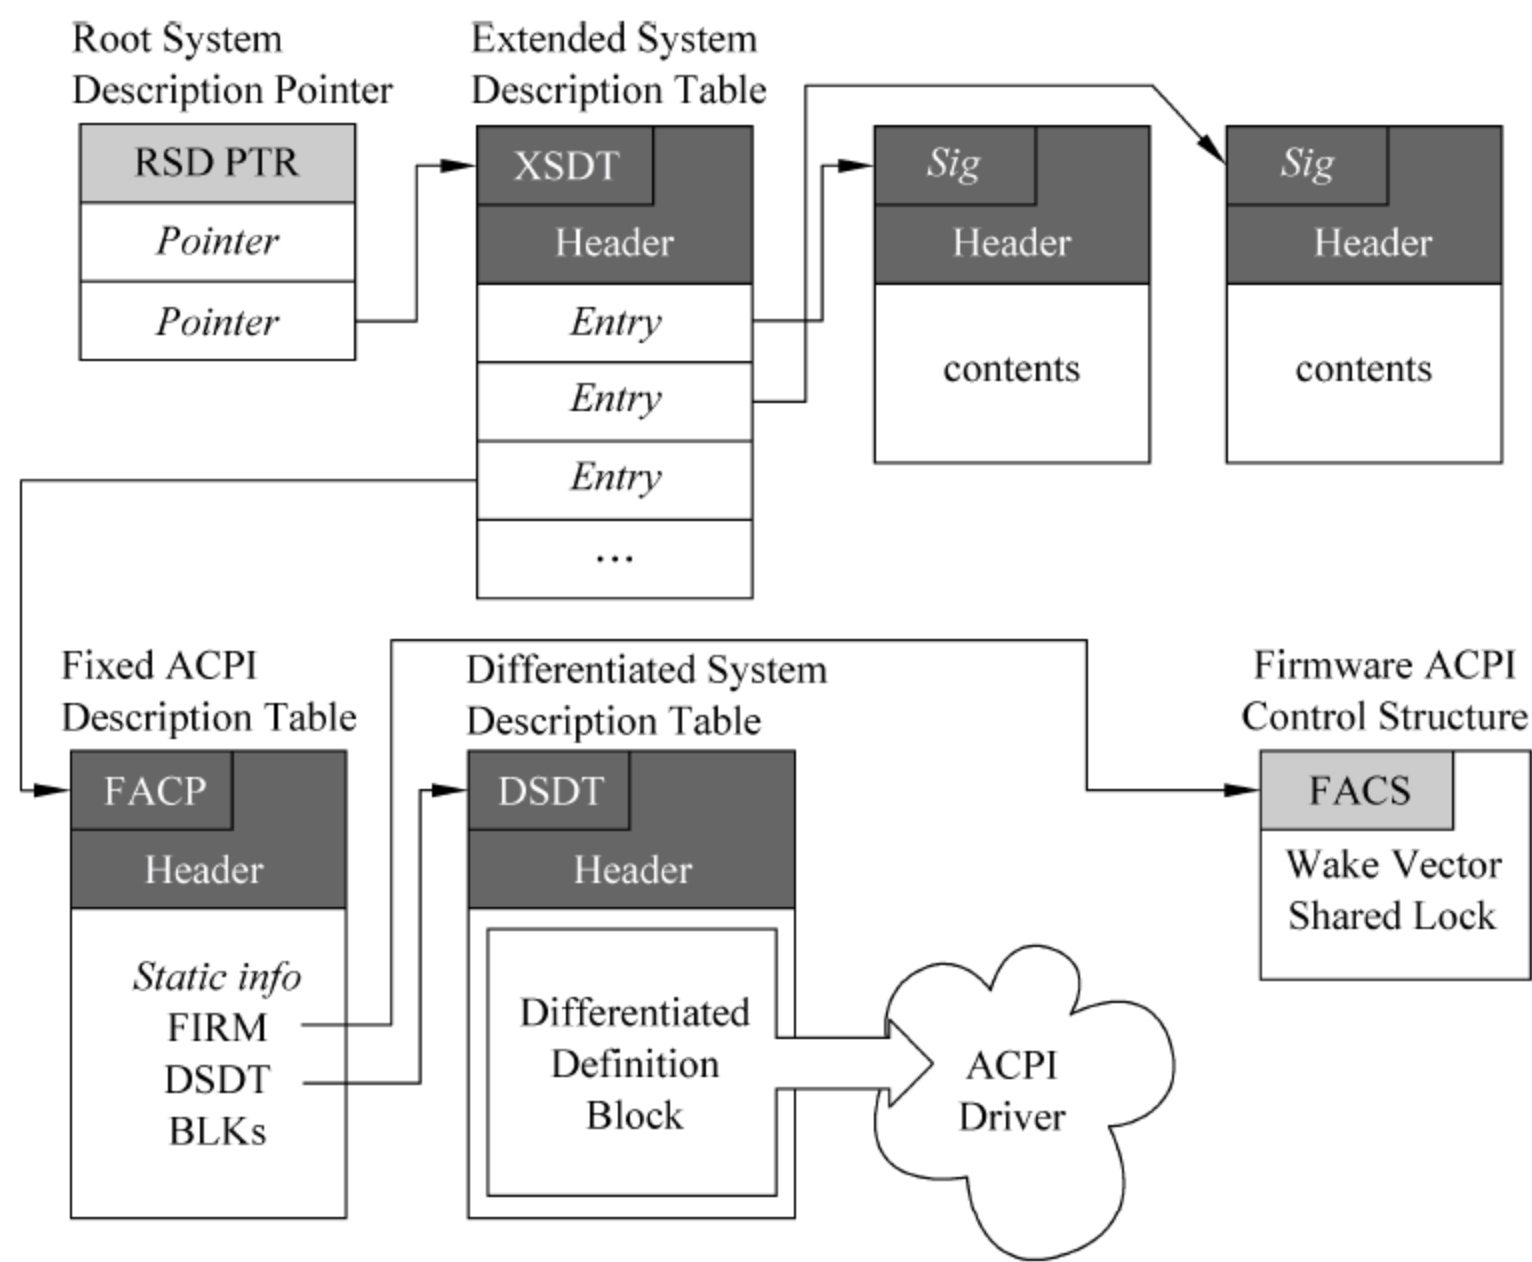 Root System
Description Pointer
RSD PTR
Pointer
Pointer
Extended System
Description Table
XSDT
Header
Entry
Entry
Entry
...
Sig
Header
contents
Sig
Header
contents
Fixed ACPI
Description Table
FACP
Header
Static info
FIRM
DSDT
BLKs
Differentiated System
Description Table
DSDT
Header
Differentiated
Definition
Block
ACPI
Driver
Firmware ACPI
Control Structure
FACS
Wake Vector
Shared Lock